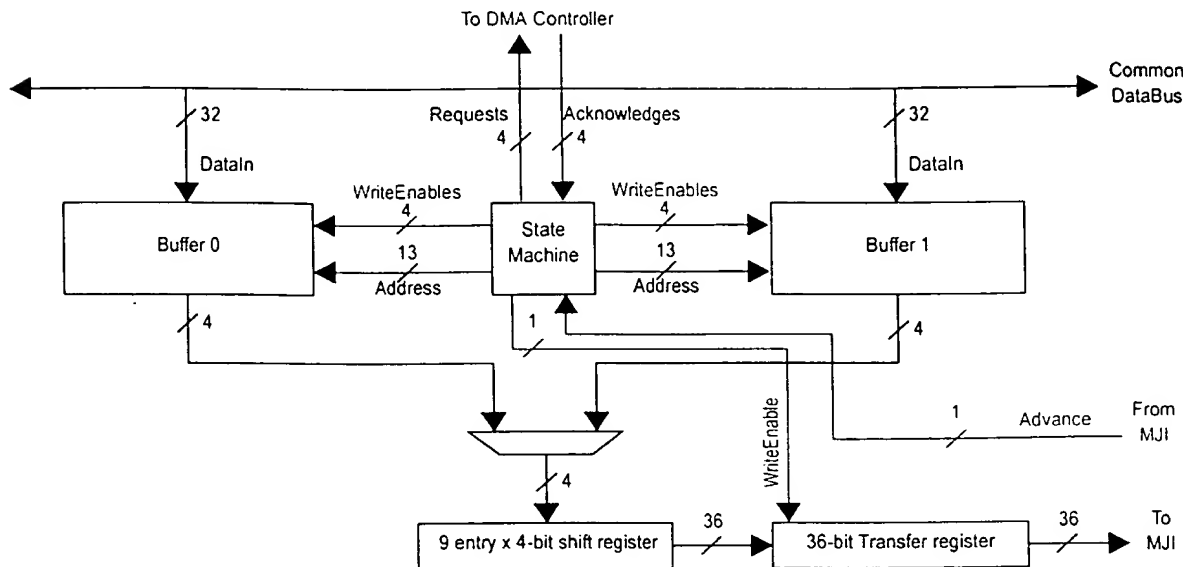 To DMA Controller
Common
DataBus
32
Requests
4
Acknowledges
4
32
DataIn
DataIn
WriteEnables
4
WriteEnables
4
Buffer 0
State
Machine
Buffer 1
13
Address
13
Address
4
1
4
WriteEnable
1
Advance
From
MJI
4
9 entry x 4-bit shift register
36
36-bit Transfer register
36
To
MJI